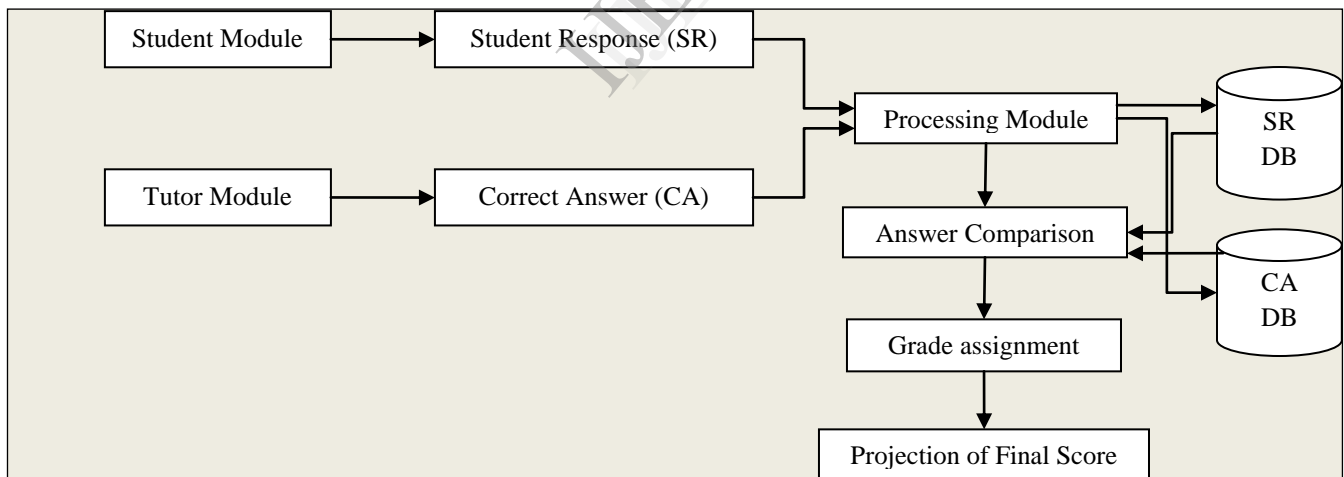 Student Module
Student Response (SR)
Processing Module
SR
DB
Tutor Module
Correct Answer (CA)
Answer Comparison
CA
DB
Grade assignment
Projection of Final Score